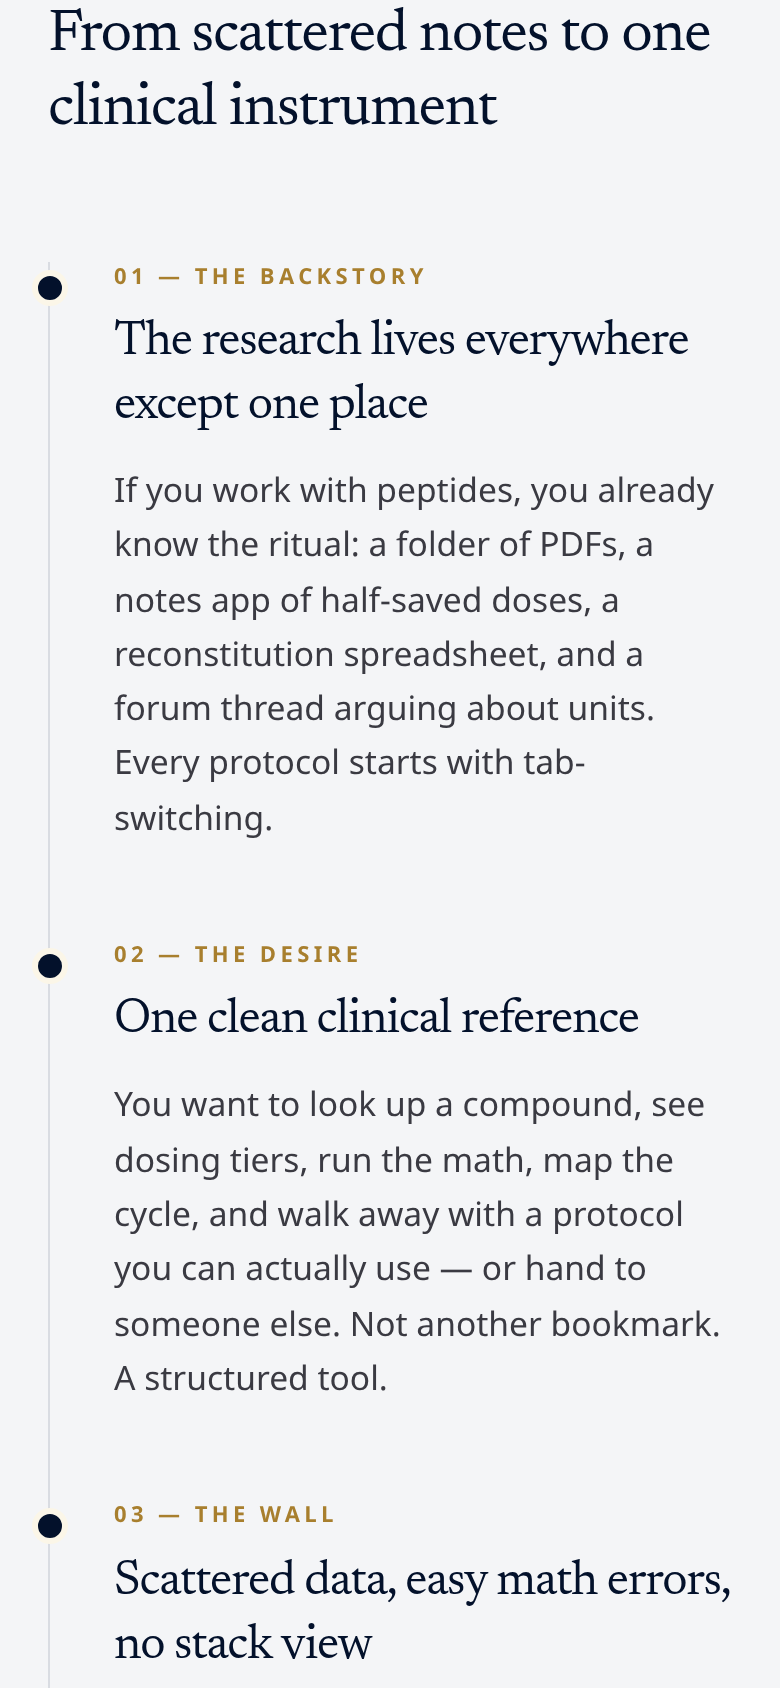 From scattered notes to one
clinical instrument
01 — THE BACKSTORY
The research lives everywhere
except one place
If you work with peptides, you already
know the ritual: a folder of PDFs, a
notes app of half-saved doses, a
reconstitution spreadsheet, and a
forum thread arguing about units.
Every protocol starts with tab-
switching.
02 — THE DESIRE
One clean clinical reference
You want to look up a compound, see
dosing tiers, run the math, map the
cycle, and walk away with a protocol
you can actually use — or hand to
someone else. Not another bookmark.
A structured tool.
03 — THE WALL
Scattered data, easy math errors,
no stack view